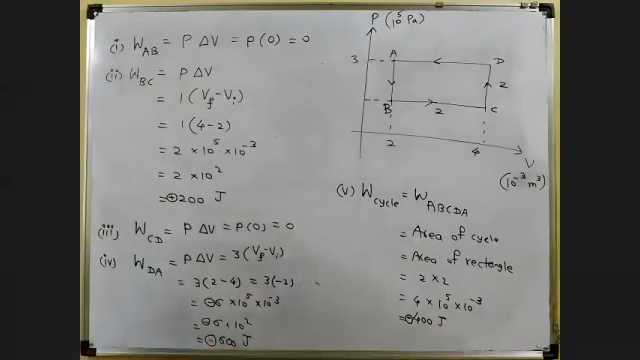 (i) W_AB = P ΔV = P(0) = 0
(ii) W_BC = P ΔV
= 1(V_f - V_i)
= 1(4-2)
= 2 × 10^5 × 10^-3
= 2 × 10^2
= ⊕200 J
(iii) W_CD = P ΔV = P(0) = 0
(iv) W_DA = P ΔV = 3(V_f - V_i)
= 3(2-4) = 3(-2)
= ⊖6 × 10^5 × 10^-3
= ⊖6 × 10^2
= ⊖600 J
P (10^5 Pa)
A
D
3
2
B
2
C
2
4
V
(10^-3 m^3)
(V) W_cycle = W_ABCDA
= Area of cycle
= Area of rectangle
= 2 × 2
= 4 × 10^5 × 10^-3
= ⊖400 J